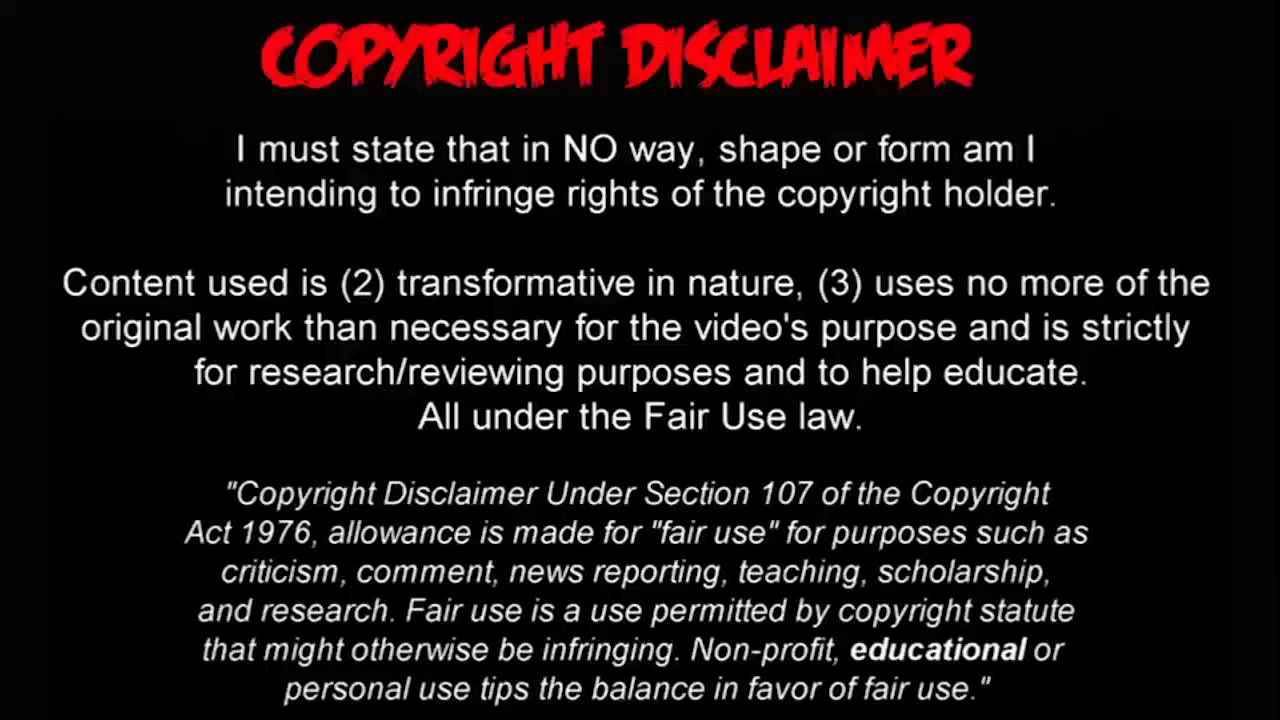 COPYRIGHT DISCLAIMER
I must state that in NO way, shape or form am I
intending to infringe rights of the copyright holder.
Content used is (2) transformative in nature, (3) uses no more of the
original work than necessary for the video's purpose and is strictly
for research/reviewing purposes and to help educate.
All under the Fair Use law.
"Copyright Disclaimer Under Section 107 of the Copyright
Act 1976, allowance is made for "fair use" for purposes such as
criticism, comment, news reporting, teaching, scholarship,
and research. Fair use is a use permitted by copyright statute
that might otherwise be infringing. Non-profit, educational or
personal use tips the balance in favor of fair use."